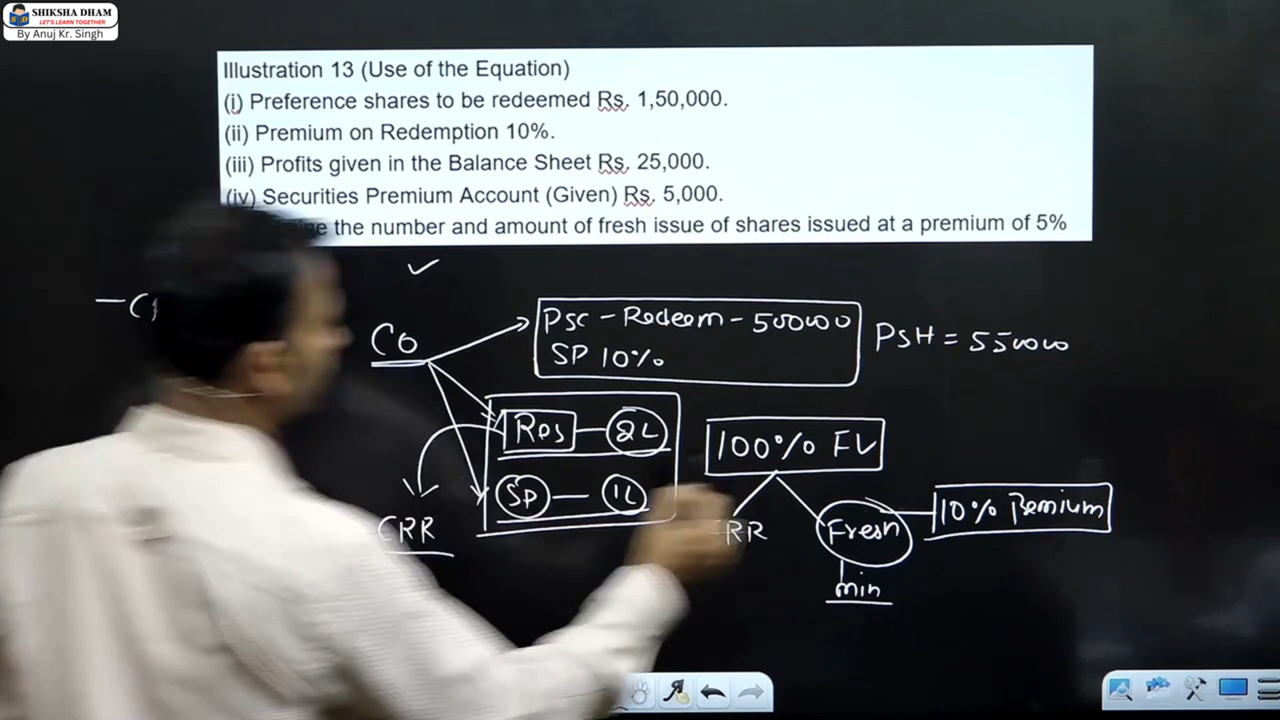 SHIKSHA DHAM
LET'S LEARN TOGETHER
By Anuj Kr. Singh
Illustration 13 (Use of the Equation)
(i) Preference shares to be redeemed Rs. 1,50,000.
(ii) Premium on Redemption 10%.
(iii) Profits given in the Balance Sheet Rs. 25,000.
(iv) Securities Premium Account (Given) Rs. 5,000.
the number and amount of fresh issue of shares issued at a premium of 5%
CO
PSC - Redeem - 500000
SP 10%
PSH = 550000
Res - 2L
SP - 1L
CRR
100% FV
RR
Fresh
10% Premium
min